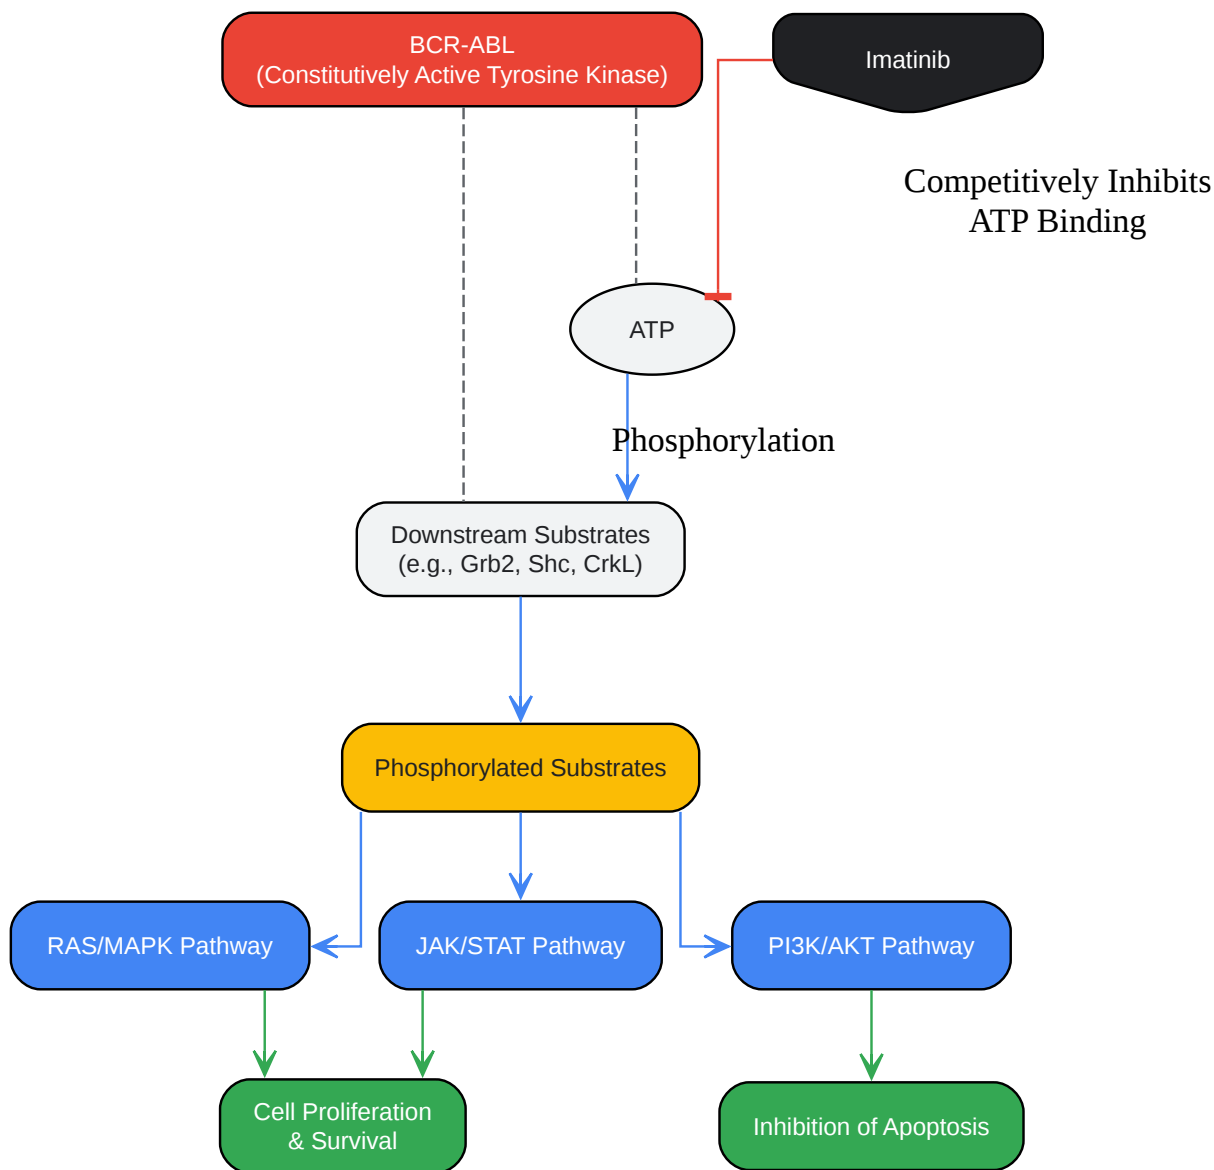 BCR-ABL
(Constitutively Active Tyrosine Kinase)
Imatinib
Competitively Inhibits
ATP Binding
ATP
Phosphorylation
Downstream Substrates
(e.g., Grb2, Shc, CrkL)
Phosphorylated Substrates
RAS/MAPK Pathway
JAK/STAT Pathway
PI3K/AKT Pathway
Cell Proliferation
& Survival
Inhibition of Apoptosis